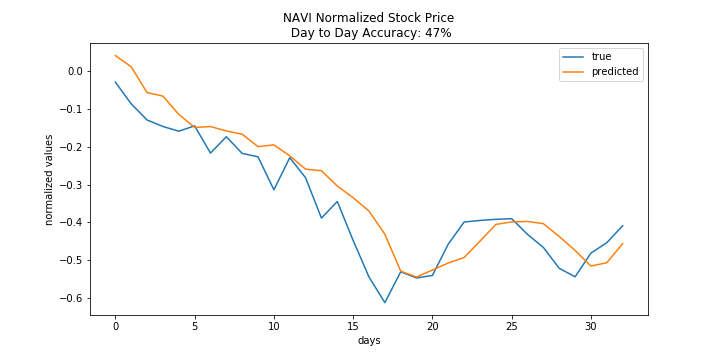 NAVI Normalized Stock Price
Day to Day Accuracy: 47%
true
predicted
normalized values
0.0
−0.1
−0.2
−0.3
−0.4
−0.5
−0.6
0 5 10 15 20 25 30
days